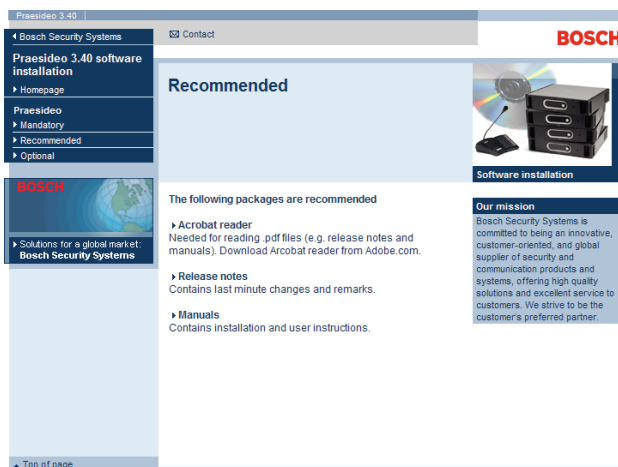 Praesideo 3.40
Bosch Security Systems
Contact
BOSCH
Praesideo 3.40 software
installation
Homepage
Praesideo
Mandatory
Recommended
Optional
BOSCH
Solutions for a global market:
Bosch Security Systems
Recommended
The following packages are recommended
Acrobat reader
Needed for reading .pdf files (e.g. release notes and
manuals). Download Arcobat reader from Adobe.com.
Release notes
Contains last minute changes and remarks.
Manuals
Contains installation and user instructions.
Software installation
Our mission
Bosch Security Systems is
committed to being an innovative,
customer-oriented, and global
supplier of security and
communication products and
systems, offering high quality
solutions and excellent service to
customers. We strive to be the
customer's preferred partner.
Top of page